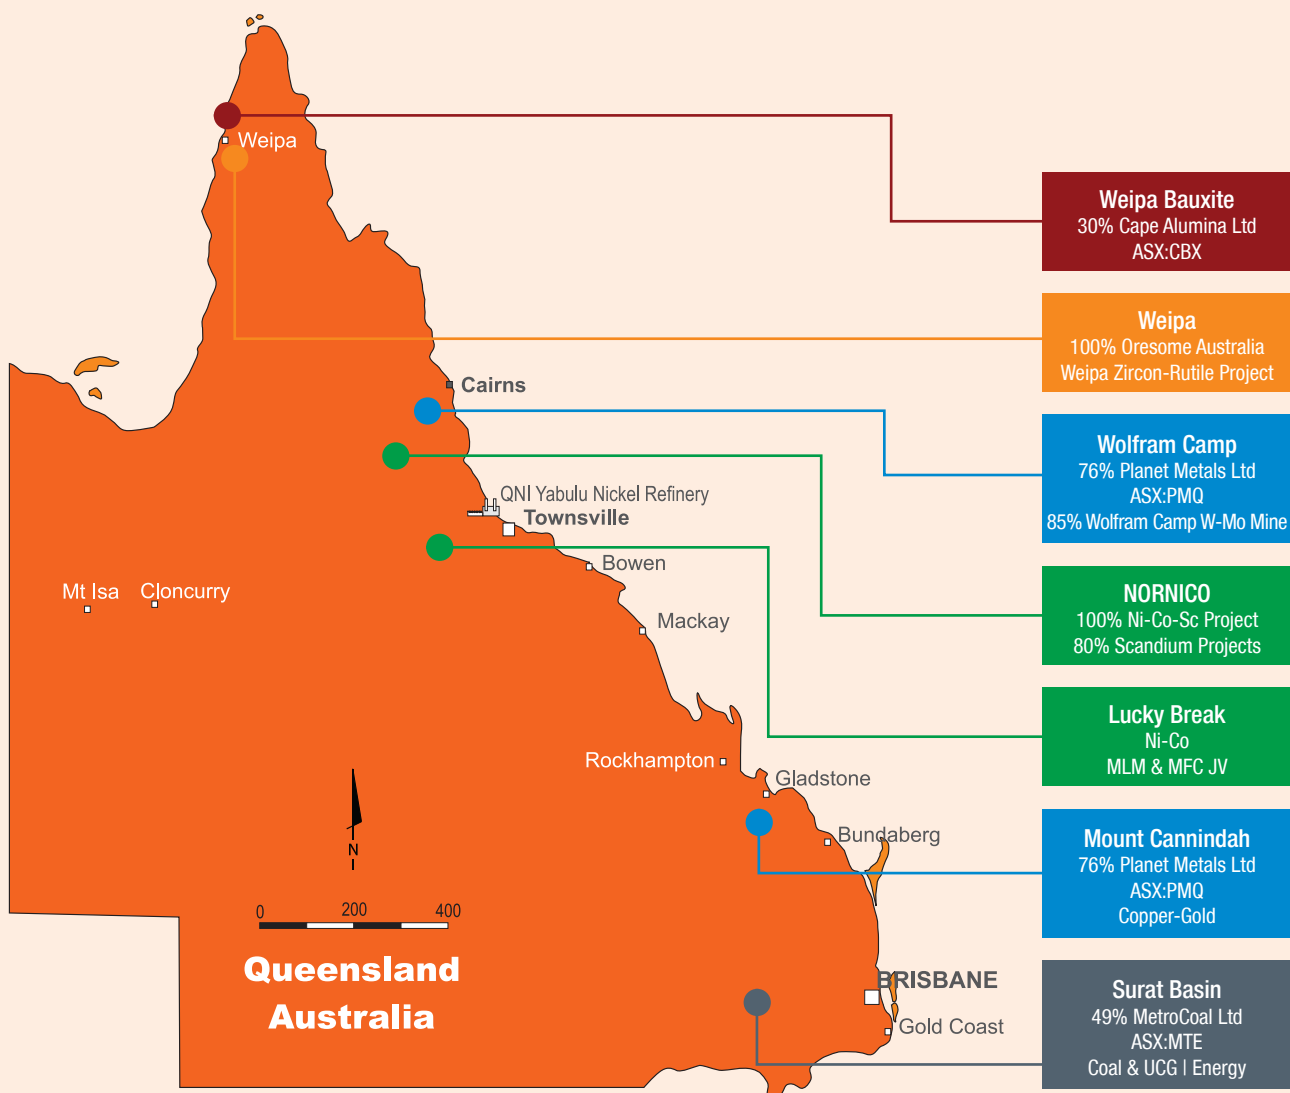 Weipa
Weipa Bauxite
30% Cape Alumina Ltd
ASX:CBX
Weipa
100% Oresome Australia
Weipa Zircon-Rutile Project
Cairns
Wolfram Camp
76% Planet Metals Ltd
ASX:PMQ
85% Wolfram Camp W-Mo Mine
QNI Yabulu Nickel Refinery
Townsville
Bowen
Mt Isa
Cloncurry
Mackay
NORNICO
100% Ni-Co-Sc Project
80% Scandium Projects
Lucky Break
Ni-Co
MLM & MFC JV
Rockhampton
Gladstone
Bundaberg
Mount Cannindah
76% Planet Metals Ltd
ASX:PMQ
Copper-Gold
N
0 200 400
Queensland
Australia
BRISBANE
Gold Coast
Surat Basin
49% MetroCoal Ltd
ASX:MTE
Coal & UCG | Energy